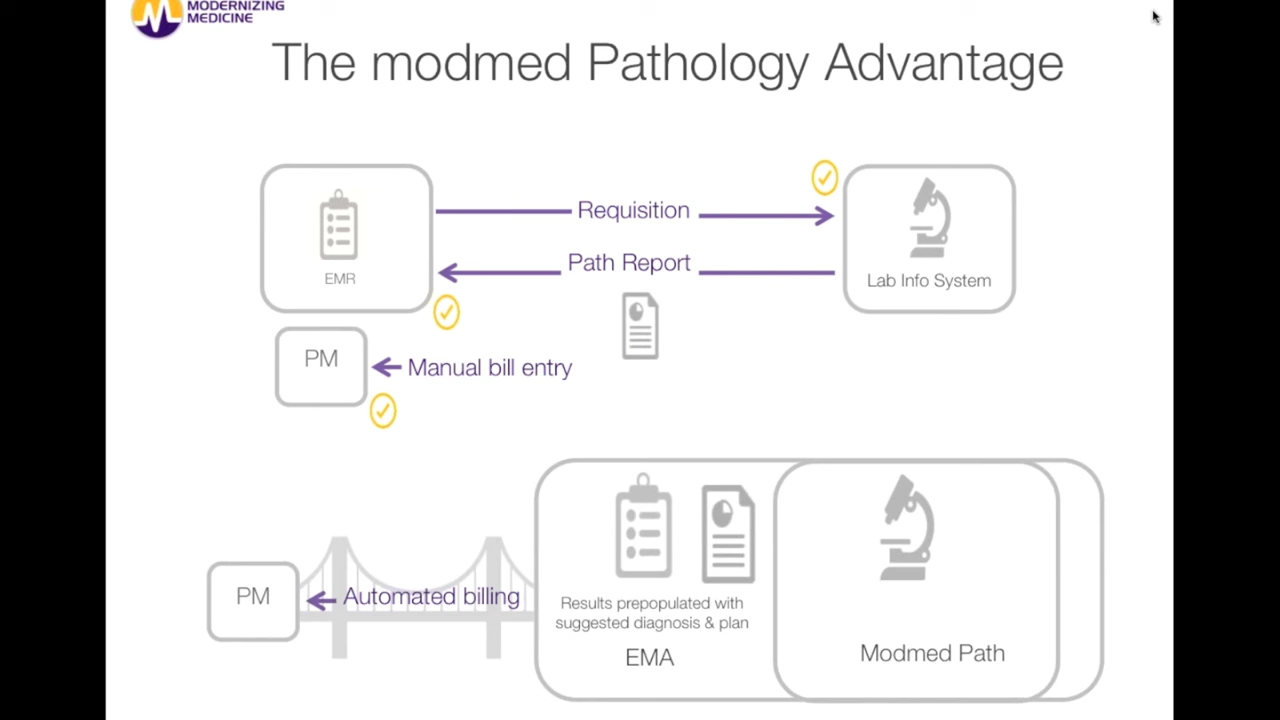 MODERNIZING
MEDICINE
The modmed Pathology Advantage
Requisition
Path Report
EMR
Lab Info System
PM
Manual bill entry
PM
Automated billing
Results prepopulated with
suggested diagnosis & plan
EMA
Modmed Path